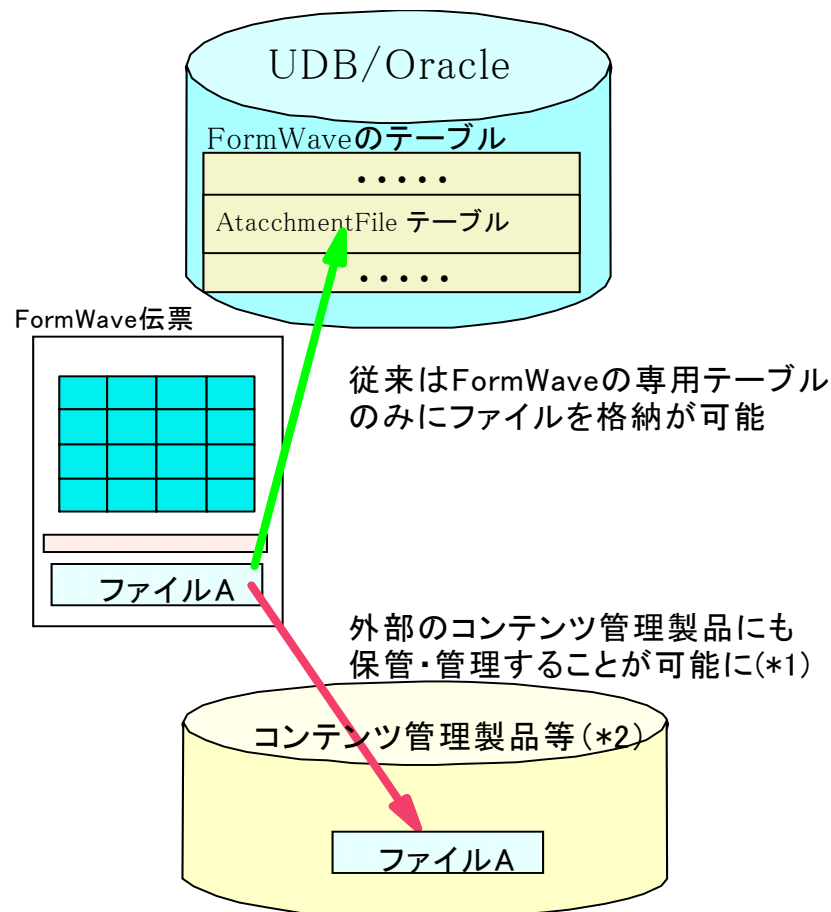 UDB/Oracle
FormWaveのテーブル
・・・・・
AtacchmentFile テーブル
・・・・・
FormWave伝票
従来はFormWaveの専用テーブル
のみにファイルを格納が可能
ファイルA
外部のコンテンツ管理製品にも
保管・管理することが可能に(*1)
コンテンツ管理製品等(*2)
ファイルA